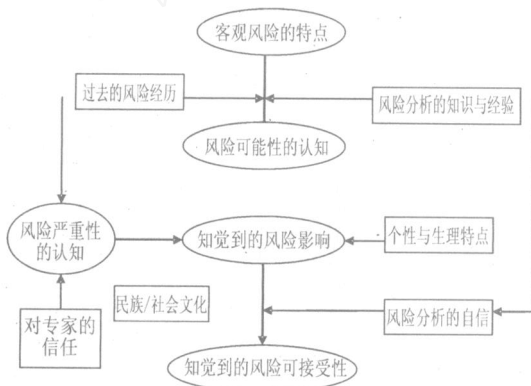 客观风险的特点
过去的风险经历
风险分析的知识与经验
风险可能性的认知
风险严重性
的认知
知觉到的风险影响
个性与生理特点
民族/社会文化
对专家的
信任
风险分析的自信
知觉到的风险可接受性